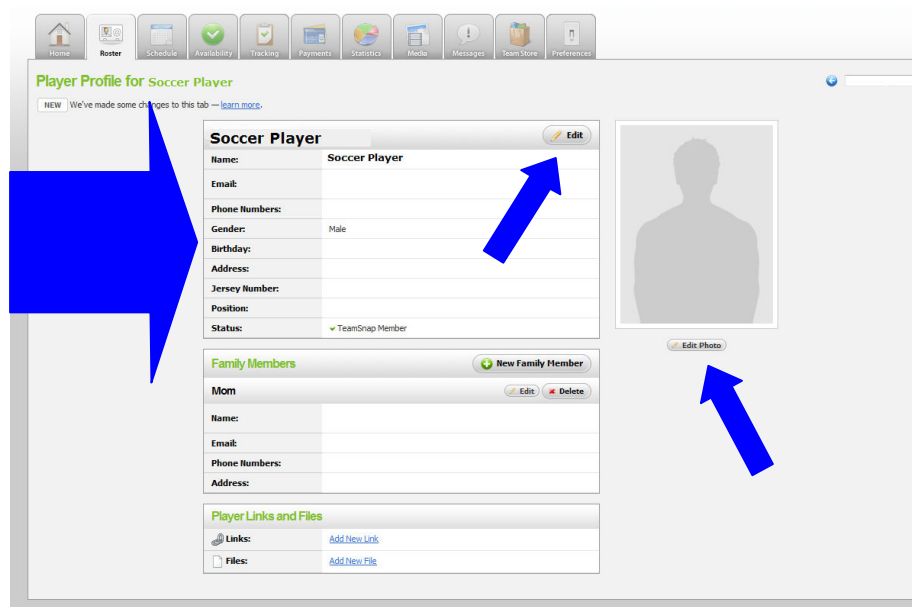 Home Roster Schedule Availability Tracking Payments Statistics Media Messages Team Store Preferences
Player Profile for Soccer Player
NEW We've made some changes to this tab — learn more.
Soccer Player Edit
Name: Soccer Player
Email:
Phone Numbers:
Gender: Male
Birthday:
Address:
Jersey Number:
Position:
Status: TeamSnap Member
Edit Photo
Family Members New Family Member
Mom Edit Delete
Name:
Email:
Phone Numbers:
Address:
Player Links and Files
Links: Add New Link
Files: Add New File